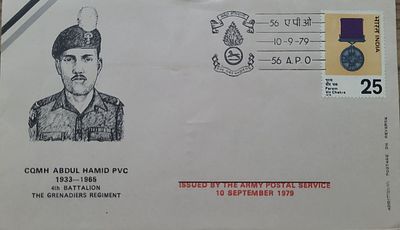 56 ए पी ओ
10-9-79
56 A.P.O
भारत INDIA
परम
वीर चक्र
Param
Vir Chakra
25
CQMH ABDUL HAMID PVC
1933-1965
4th BATTALION
THE GRENADIERS REGIMENT
ISSUED BY THE ARMY POSTAL SERVICE
10 SEPTEMBER 1979